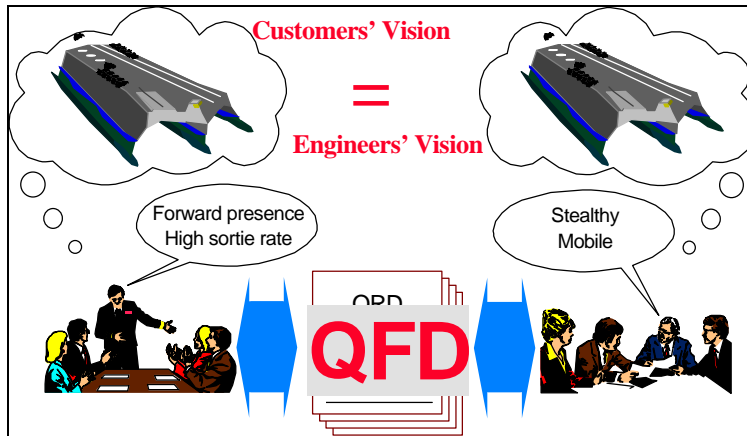 Customers’ Vision
=
Engineers’ Vision
Forward presence
High sortie rate
Stealthy
Mobile
QFD